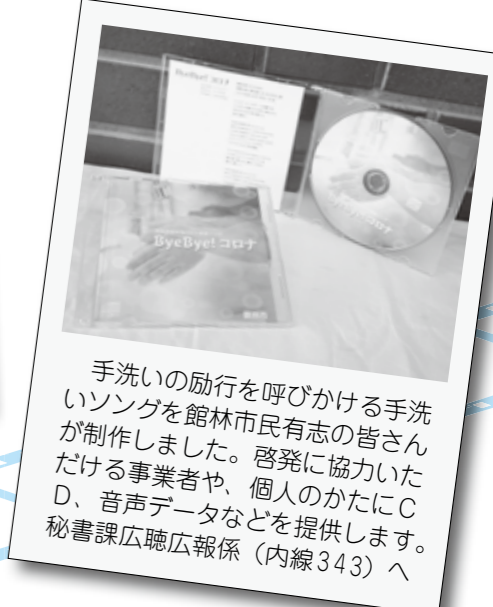 ByeBye! コロナ
ByeBye! コロナ
手洗いの励行を呼びかける手洗
いソングを館林市民有志の皆さん
が制作しました。啓発に協力いた
だける事業者や、個人のかたにC
D、音声データなどを提供します。
秘書課広聴広報係（内線343）へ